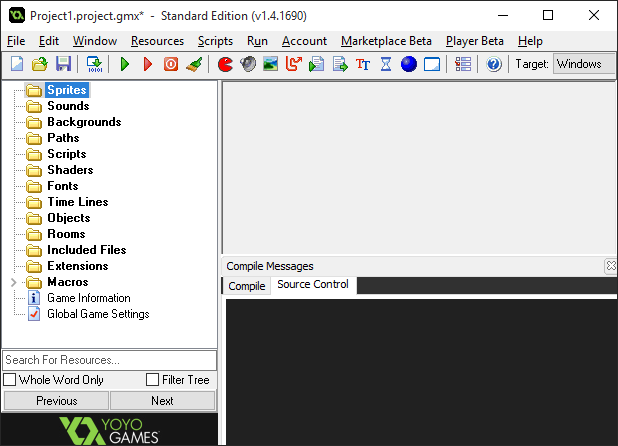 Project1.project.gmx* - Standard Edition (v1.4.1690)
File Edit Window Resources Scripts Run Account Marketplace Beta Player Beta Help
Target: Windows
Sprites
Sounds
Backgrounds
Paths
Scripts
Shaders
Fonts
Time Lines
Objects
Rooms
Included Files
Extensions
Macros
Game Information
Global Game Settings
Search For Resources...
Whole Word Only Filter Tree
Previous Next
YOYO
GAMES
Compile Messages
Compile Source Control